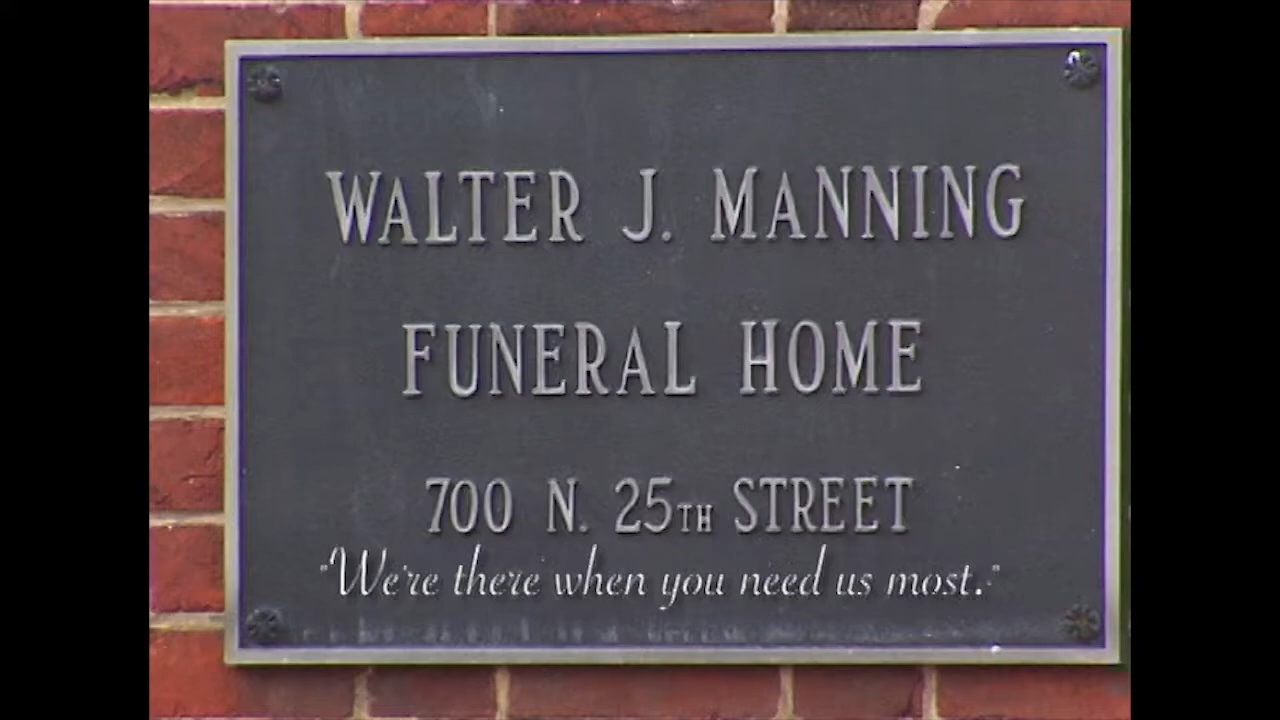 WALTER J. MANNING
FUNERAL HOME
700 N. 25TH STREET
"We're there when you need us most."